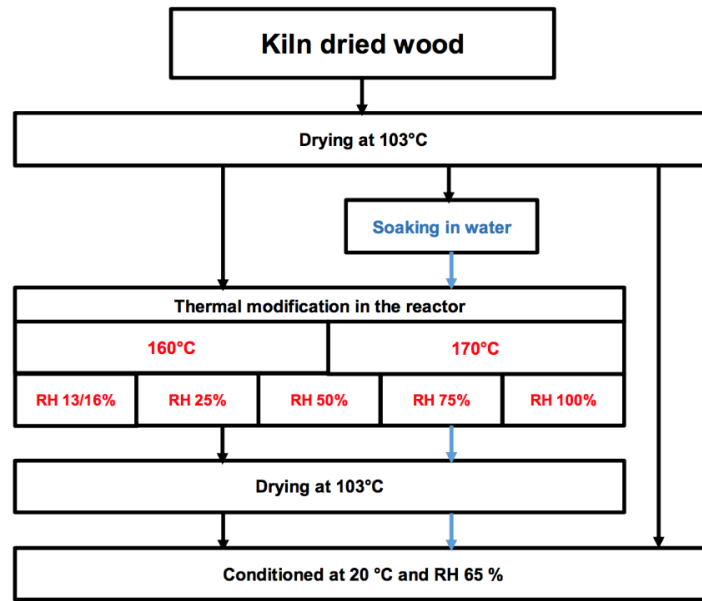 Kiln dried wood
Drying at 103°C
Soaking in water
Thermal modification in the reactor
160°C
170°C
RH 13/16%
RH 25%
RH 50%
RH 75%
RH 100%
Drying at 103°C
Conditioned at 20 °C and RH 65 %